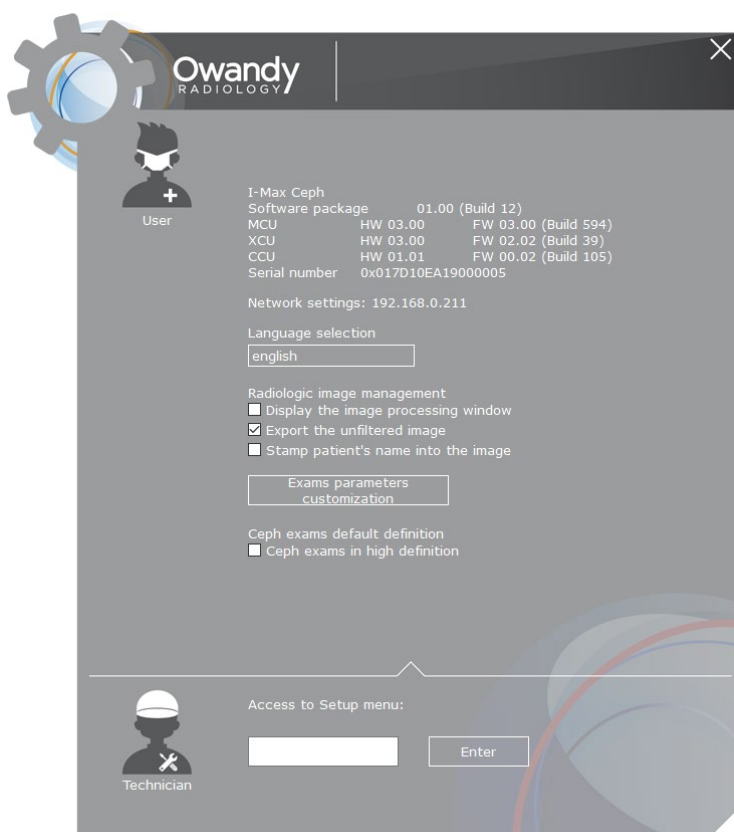 Owandy
RADIOLOGY
User
I-Max Ceph
Software package 01.00 (Build 12)
MCU HW 03.00 FW 03.00 (Build 594)
XCU HW 03.00 FW 02.02 (Build 39)
CCU HW 01.01 FW 00.02 (Build 105)
Serial number 0x017D10EA19000005
Network settings: 192.168.0.211
Language selection
english
Radiologic image management
Display the image processing window
Export the unfiltered image
Stamp patient's name into the image
Exams parameters
customization
Ceph exams default definition
Ceph exams in high definition
Access to Setup menu:
Enter
Technician